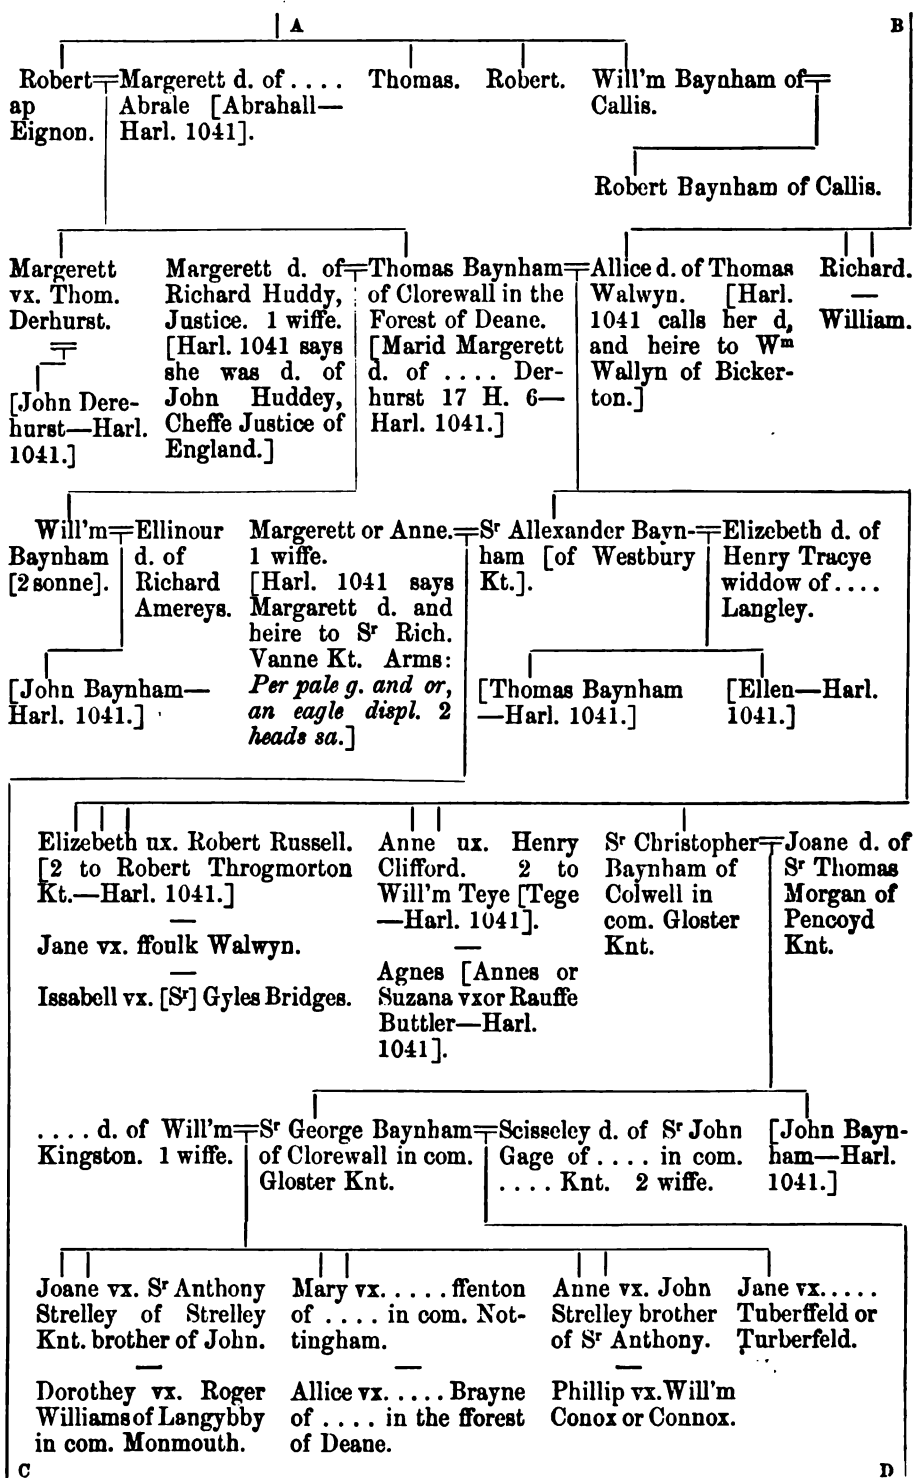 A
B
Robert
ap
Eignon.
Margerett d. of . . . .
Abrale [Abrahall—
Harl. 1041].
Thomas.
Robert.
Will'm Baynham of
Callis.
Robert Baynham of Callis.
Margerett
vx. Thom.
Derhurst.
[John Dere-
hurst—Harl.
1041.]
Margerett d. of
Richard Huddy,
Justice. 1 wiffe.
[Harl. 1041 says
she was d. of
John Huddey,
Cheffe Justice of
England.]
Thomas Baynham
of Clorewall in the
Forest of Deane.
[Marid Margerett
d. of . . . . Der-
hurst 17 H. 6—
Harl. 1041.]
Allice d. of Thomas
Walwyn. [Harl.
1041 calls her d,
and heire to Wm
Wallyn of Bicker-
ton.]
Richard.
—
William.
Will'm
Baynham
[2 sonne].
Ellinour
d. of
Richard
Amereys.
[John Baynham—
Harl. 1041.]
Margerett or Anne.
1 wiffe.
[Harl. 1041 says
Margarett d. and
heire to Sr Rich.
Vanne Kt. Arms:
Per pale g. and or,
an eagle displ. 2
heads sa.]
Sr Allexander Bayn-
ham [of Westbury
Kt.].
Elizebeth d. of
Henry Tracye
widdow of . . . .
Langley.
[Thomas Baynham
—Harl. 1041.]
[Ellen—Harl.
1041.]
Elizebeth ux. Robert Russell.
[2 to Robert Throgmorton
Kt.—Harl. 1041.]
—
Jane vx. ffoulk Walwyn.
—
Issabell vx. [Sr] Gyles Bridges.
Anne ux. Henry
Clifford. 2 to
Will'm Teye [Tege
—Harl. 1041].
—
Agnes [Annes or
Suzana vxor Rauffe
Buttler—Harl.
1041].
Sr Christopher
Baynham of
Colwell in
com. Gloster
Knt.
Joane d. of
Sr Thomas
Morgan of
Pencoyd
Knt.
. . . . d. of Will'm
Kingston. 1 wiffe.
Sr George Baynham
of Clorewall in com.
Gloster Knt.
Scisseley d. of Sr John
Gage of . . . . in com.
. . . . Knt. 2 wiffe.
[John Bayn-
ham—Harl.
1041.]
Joane vx. Sr Anthony
Strelley of Strelley
Knt. brother of John.
—
Dorothey vx. Roger
Williams of Langybby
in com. Monmouth.
Mary vx. . . . . ffenton
of . . . . in com. Not-
tingham.
—
Allice vx. . . . . Brayne
of . . . . in the fforest
of Deane.
Anne vx. John
Strelley brother
of Sr Anthony.
—
Phillip vx. Will'm
Conox or Connox.
Jane vx. . . . .
Tuberffeld or
Turberfeld.
C
D